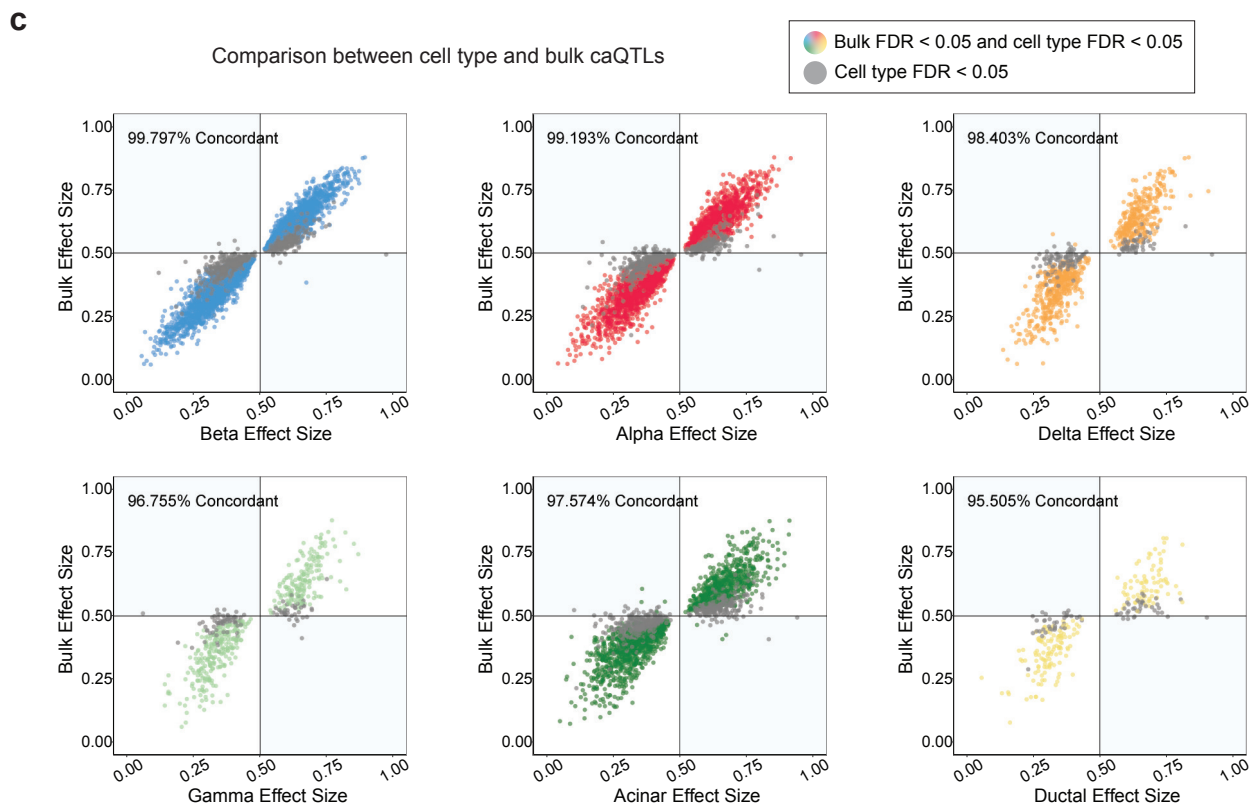 c
Comparison between cell type and bulk caQTLs
Bulk FDR < 0.05 and cell type FDR < 0.05
Cell type FDR < 0.05
99.797% Concordant
1.00
0.75
0.50
0.25
0.00
Bulk Effect Size
0.00 0.25 0.50 0.75 1.00
Beta Effect Size
99.193% Concordant
1.00
0.75
0.50
0.25
0.00
Bulk Effect Size
0.00 0.25 0.50 0.75 1.00
Alpha Effect Size
98.403% Concordant
1.00
0.75
0.50
0.25
0.00
Bulk Effect Size
0.00 0.25 0.50 0.75 1.00
Delta Effect Size
96.755% Concordant
1.00
0.75
0.50
0.25
0.00
Bulk Effect Size
0.00 0.25 0.50 0.75 1.00
Gamma Effect Size
97.574% Concordant
1.00
0.75
0.50
0.25
0.00
Bulk Effect Size
0.00 0.25 0.50 0.75 1.00
Acinar Effect Size
95.505% Concordant
1.00
0.75
0.50
0.25
0.00
Bulk Effect Size
0.00 0.25 0.50 0.75 1.00
Ductal Effect Size